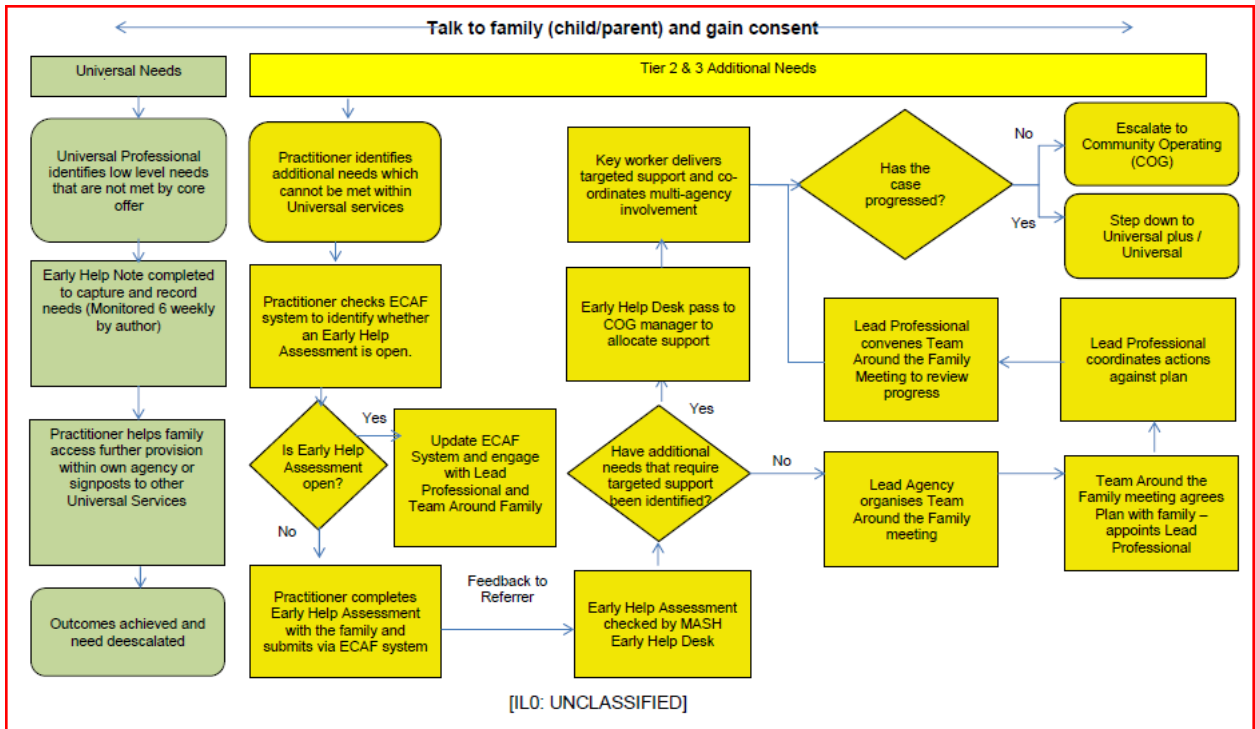 Talk to family (child/parent) and gain consent
Universal Needs
Tier 2 & 3 Additional Needs
Universal Professional
identifies low level needs
that are not met by core
offer
Early Help Note completed
to capture and record
needs (Monitored 6 weekly
by author)
Practitioner helps family
access further provision
within own agency or
signposts to other
Universal Services
Outcomes achieved and
need deescalated
Practitioner identifies
additional needs which
cannot be met within
Universal services
Practitioner checks ECAF
system to identify whether
an Early Help
Assessment is open.
Is Early Help
Assessment
open?
Yes
No
Update ECAF
System and engage
with Lead
Professional and
Team Around Family
Practitioner completes
Early Help Assessment
with the family and
submits via ECAF system
Feedback to
Referrer
Early Help Assessment
checked by MASH
Early Help Desk
Have additional
needs that require
targeted support
been identified?
Yes
No
Early Help Desk pass to
COG manager to
allocate support
Key worker delivers
targeted support and co-
ordinates multi-agency
involvement
Lead Agency
organises Team
Around the Family
meeting
Team Around the
Family meeting agrees
Plan with family –
appoints Lead
Professional
Lead Professional
coordinates actions
against plan
Lead Professional
convenes Team
Around the Family
Meeting to review
progress
Has the
case
progressed?
No
Yes
Escalate to
Community Operating
(COG)
Step down to
Universal plus /
Universal
[IL0: UNCLASSIFIED]